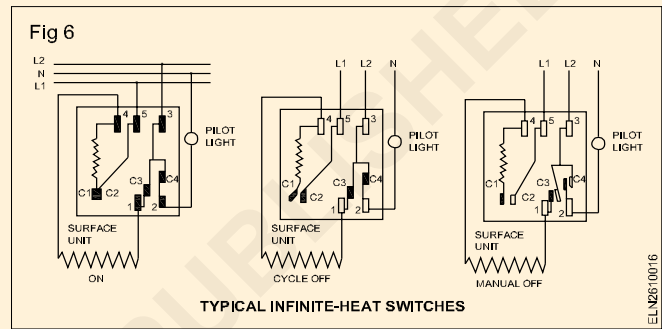 Fig 6
L2
N
L1
4 5 3
PILOT
LIGHT
C1 C2 C3 C4
1 2
SURFACE
UNIT
ON
L1 L2 N
4 5 3
PILOT
LIGHT
C1 C2 C3 C4
1 2
SURFACE
UNIT
CYCLE OFF
L1 L2 N
4 5 3
PILOT
LIGHT
C1 C2 C3 C4
1 2
SURFACE
UNIT
MANUAL OFF
TYPICAL INFINITE-HEAT SWITCHES
ELN2610016